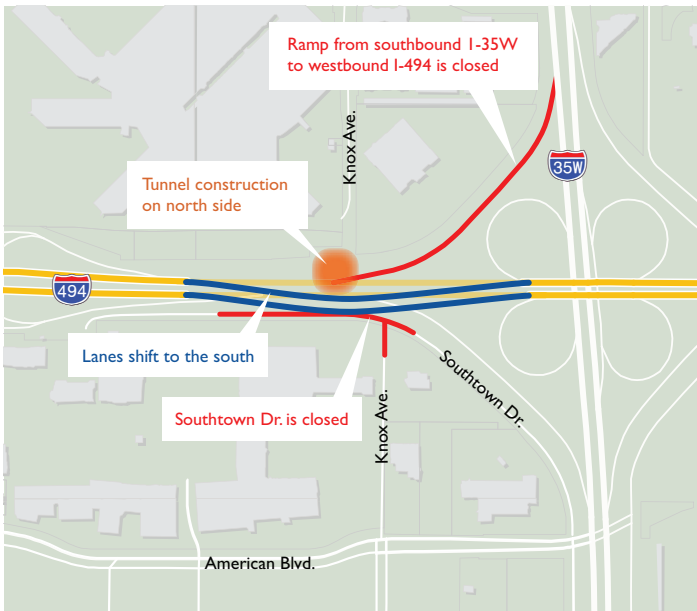 Ramp from southbound 1-35W
to westbound I-494 is closed
Knox Ave.
35W
Tunnel construction
on north side
494
Lanes shift to the south
Southtown Dr.
Southtown Dr. is closed
Knox Ave.
American Blvd.